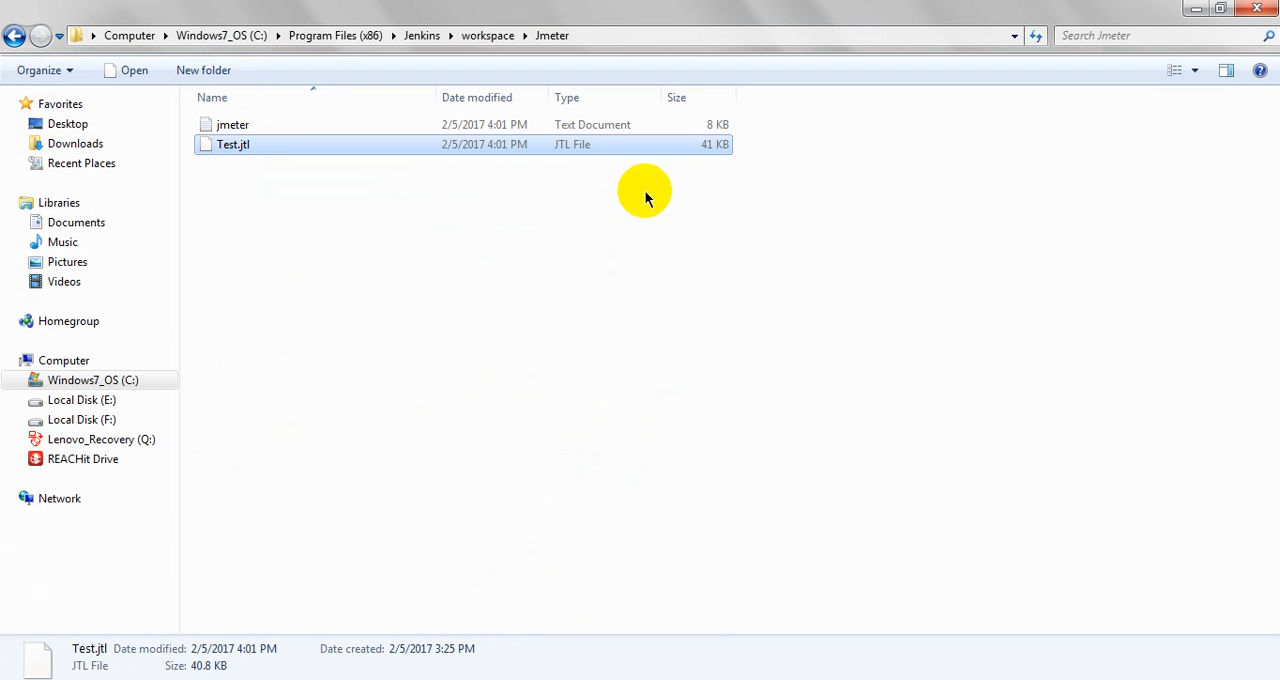 Computer Windows7_OS (C:) Program Files (x86) Jenkins workspace Jmeter Search Jmeter
Organize Open New folder
Name Date modified Type Size
Favorites
Desktop
Downloads
Recent Places
Libraries
Documents
Music
Pictures
Videos
Homegroup
Computer
Windows7_OS (C:)
Local Disk (E:)
Local Disk (F:)
Lenovo_Recovery (Q:)
REACHit Drive
Network
jmeter 2/5/2017 4:01 PM Text Document 8 KB
Test.jtl 2/5/2017 4:01 PM JTL File 41 KB
Test.jtl Date modified: 2/5/2017 4:01 PM Date created: 2/5/2017 3:25 PM
JTL File Size: 40.8 KB